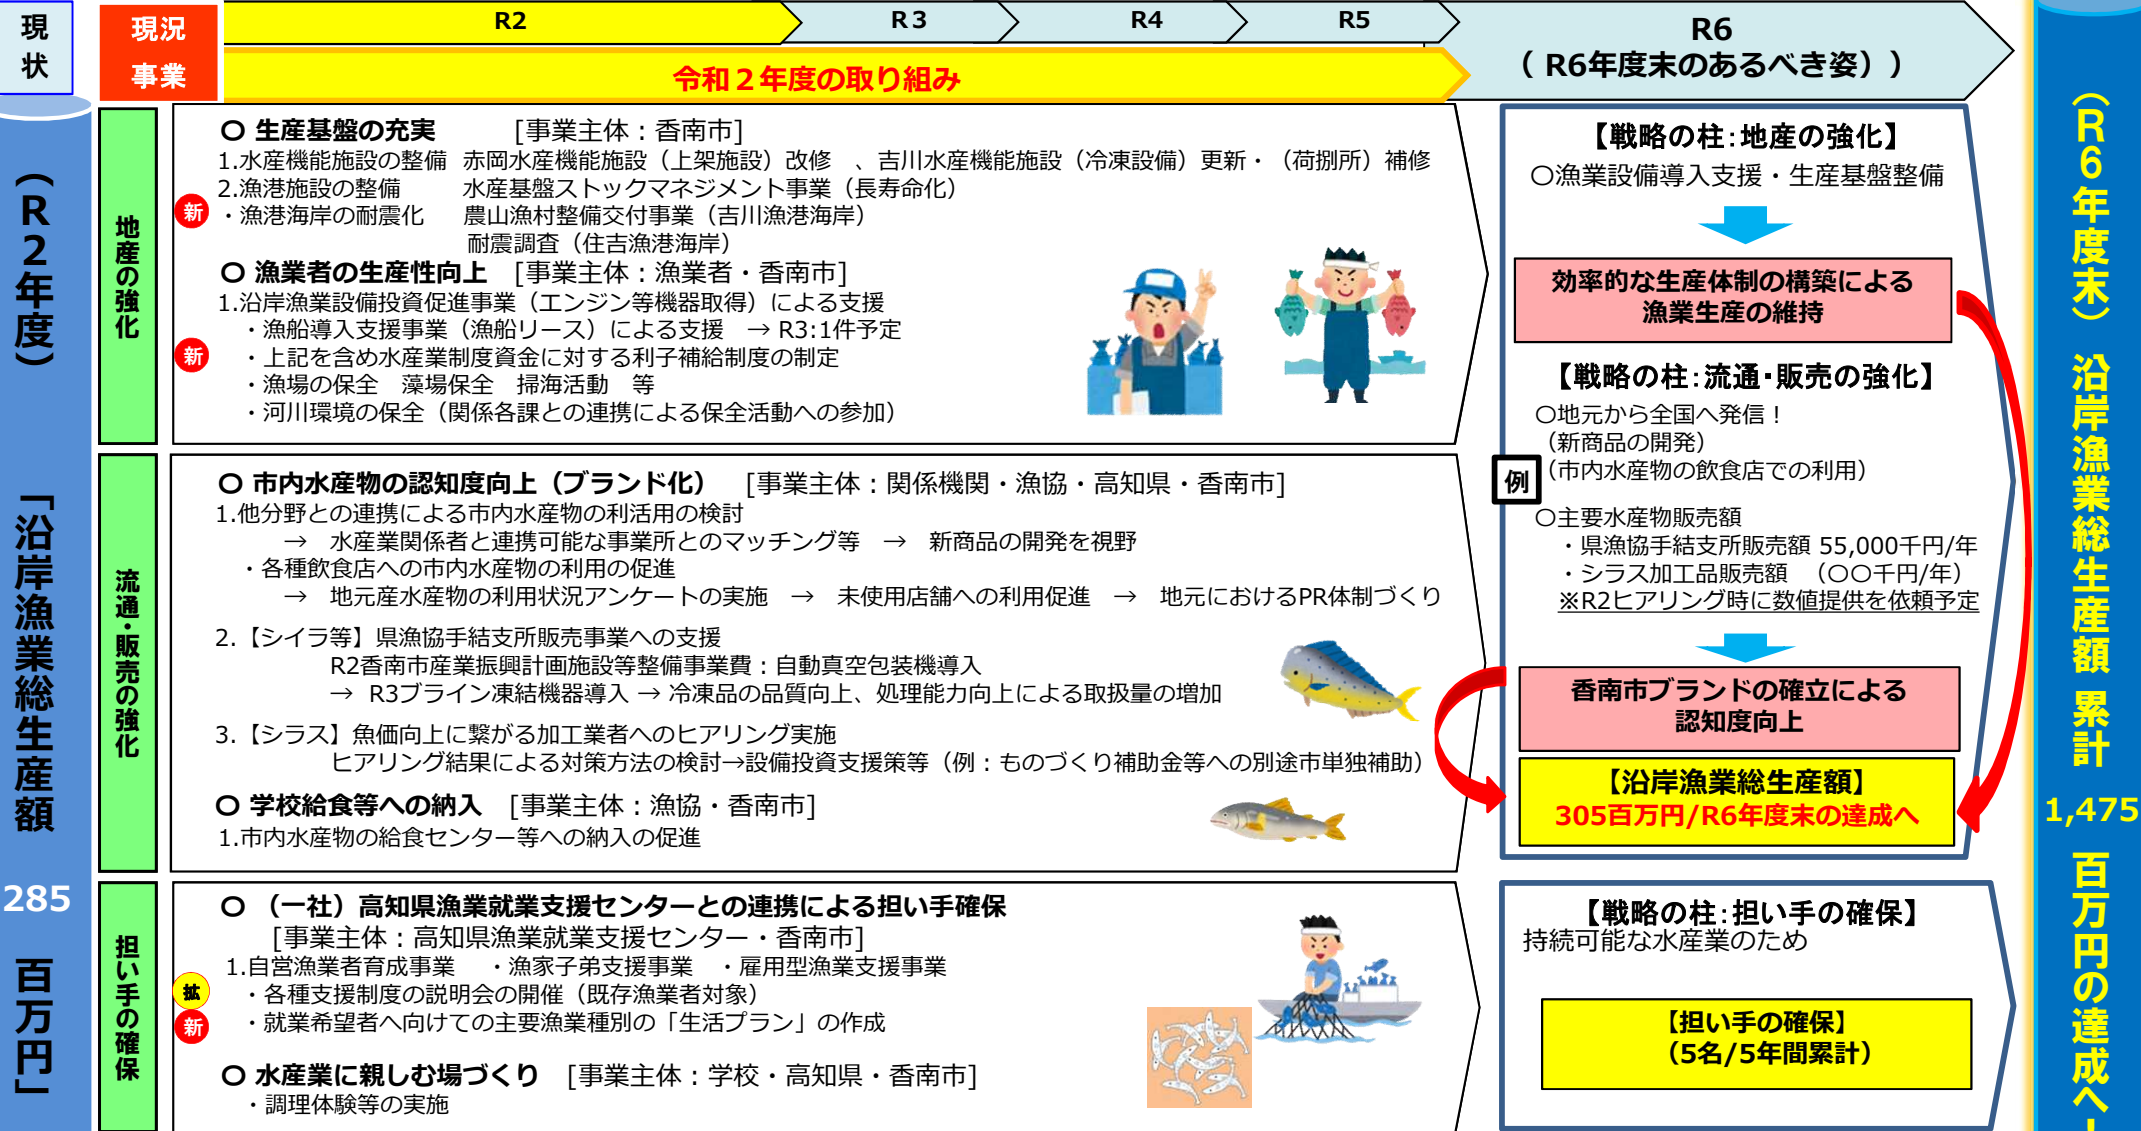 現状
現況
事業
R2
R3
R4
R5
R6
( R6年度末のあるべき姿））
令和２年度の取り組み
（R2年度）　「沿岸漁業総生産額　285　百万円」
地産の強化
〇 生産基盤の充実　　［事業主体：香南市］
1.水産機能施設の整備　赤岡水産機能施設（上架施設）改修　、吉川水産機能施設（冷凍設備）更新・（荷捌所）補修
2.漁港施設の整備　　水産基盤ストックマネジメント事業（長寿命化）
新
・漁港海岸の耐震化　農山漁村整備交付事業（吉川漁港海岸）
耐震調査（住吉漁港海岸）
〇 漁業者の生産性向上　［事業主体：漁業者・香南市］
1.沿岸漁業設備投資促進事業（エンジン等機器取得）による支援
・漁船導入支援事業（漁船リース）による支援　→ R3:1件予定
新
・上記を含め水産業制度資金に対する利子補給制度の制定
・漁場の保全　藻場保全　掃海活動　等
・河川環境の保全（関係各課との連携による保全活動への参加）
流通・販売の強化
〇 市内水産物の認知度向上（ブランド化）　［事業主体：関係機関・漁協・高知県・香南市］
1.他分野との連携による市内水産物の利活用の検討
→　水産業関係者と連携可能な事業所とのマッチング等　→　新商品の開発を視野
・各種飲食店への市内水産物の利用の促進
→　地元産水産物の利用状況アンケートの実施　→　未使用店舗への利用促進　→　地元におけるPR体制づくり
2.【シイラ等】県漁協手結支所販売事業への支援
R2香南市産業振興計画施設等整備事業費：自動真空包装機導入
→　R3ブライン凍結機器導入 → 冷凍品の品質向上、処理能力向上による取扱量の増加
3.【シラス】魚価向上に繋がる加工業者へのヒアリング実施
ヒアリング結果による対策方法の検討→設備投資支援策等（例：ものづくり補助金等への別途市単独補助）
〇 学校給食等への納入　［事業主体：漁協・香南市］
1.市内水産物の給食センター等への納入の促進
担い手の確保
〇 （一社）高知県漁業就業支援センターとの連携による担い手確保
［事業主体：高知県漁業就業支援センター・香南市］
1.自営漁業者育成事業　・漁家子弟支援事業　・雇用型漁業支援事業
拡
・各種支援制度の説明会の開催（既存漁業者対象）
新
・就業希望者へ向けての主要漁業種別の「生活プラン」の作成
〇 水産業に親しむ場づくり　［事業主体：学校・高知県・香南市］
・調理体験等の実施
【戦略の柱：地産の強化】
〇漁業設備導入支援・生産基盤整備
効率的な生産体制の構築による
漁業生産の維持
【戦略の柱：流通・販売の強化】
〇地元から全国へ発信！
（新商品の開発）
例
（市内水産物の飲食店での利用）
〇主要水産物販売額
・県漁協手結支所販売額 55,000千円/年
・シラス加工品販売額　（〇〇千円/年）
※R2ヒアリング時に数値提供を依頼予定
香南市ブランドの確立による
認知度向上
【沿岸漁業総生産額】
305百万円/R6年度末の達成へ
【戦略の柱：担い手の確保】
持続可能な水産業のため
【担い手の確保】
（5名/5年間累計）
（R6年度末）　沿岸漁業総生産額　累計　1,475　百万円の達成へ